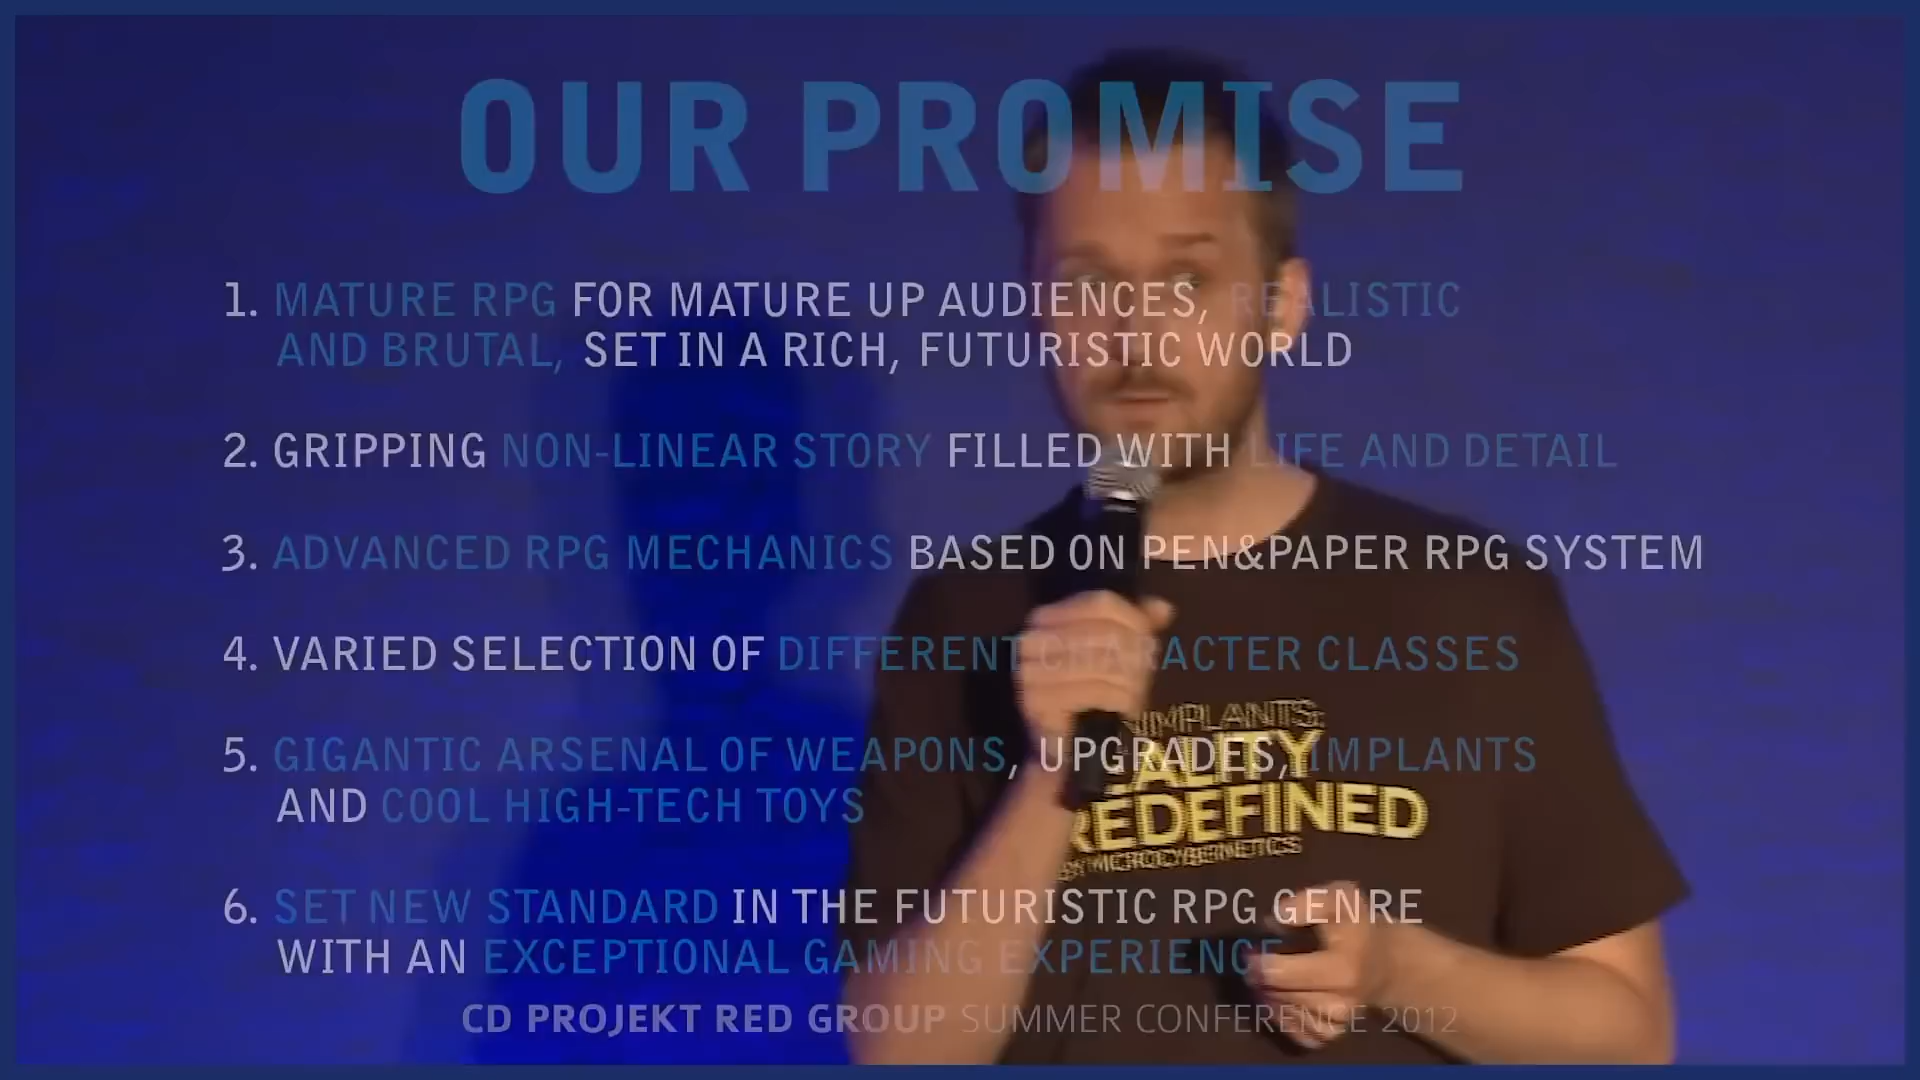 OUR PROMISE
1. MATURE RPG FOR MATURE UP AUDIENCES, REALISTIC
AND BRUTAL, SET IN A RICH, FUTURISTIC WORLD
2. GRIPPING NON-LINEAR STORY FILLED WITH LIFE AND DETAIL
3. ADVANCED RPG MECHANICS BASED ON PEN&PAPER RPG SYSTEM
4. VARIED SELECTION OF DIFFERENT CHARACTER CLASSES
5. GIGANTIC ARSENAL OF WEAPONS, UPGRADES, IMPLANTS
AND COOL HIGH-TECH TOYS
6. SET NEW STANDARD IN THE FUTURISTIC RPG GENRE
WITH AN EXCEPTIONAL GAMING EXPERIENCE
CD PROJEKT RED GROUP SUMMER CONFERENCE 2012
IMPLANTS:
ALITY
REDEFINED
BY MICROCYBERNETICS